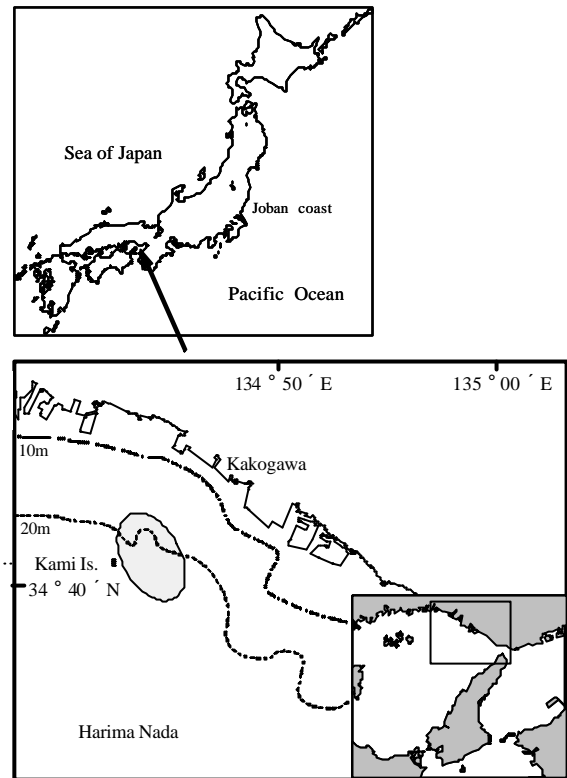 Sea of Japan
Joban coast
Pacific Ocean
134 ° 50 ´ E
135 ° 00 ´ E
10m
Kakogawa
20m
Kami Is.
34 ° 40 ´ N
Harima Nada